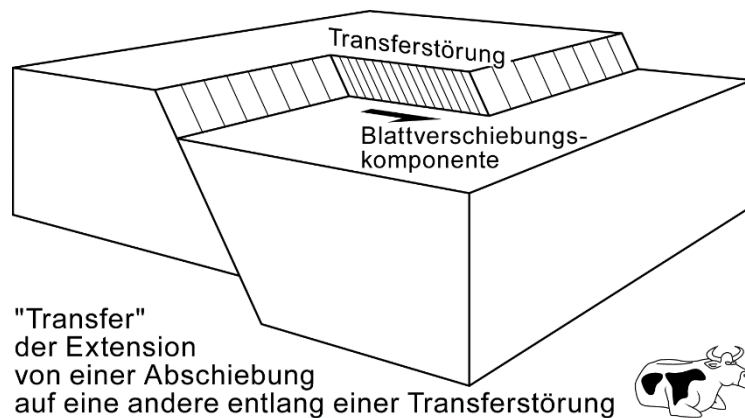 Transferstörung
Blattverschiebungs-
komponente
"Transfer"
der Extension
von einer Abschiebung
auf eine andere entlang einer Transferstörung